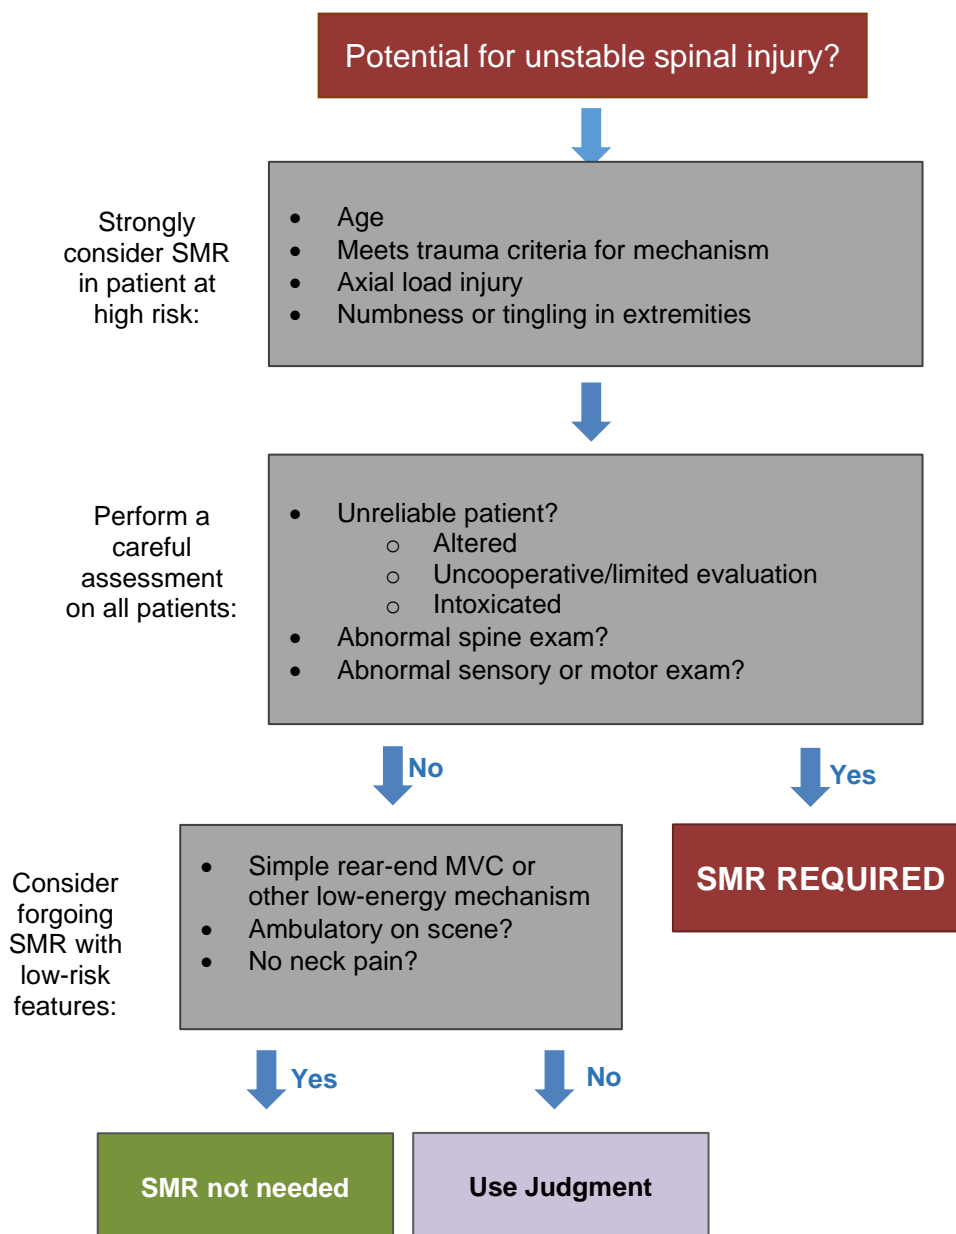 Potential for unstable spinal injury?
Strongly
consider SMR
in patient at
high risk:
• Age
• Meets trauma criteria for mechanism
• Axial load injury
• Numbness or tingling in extremities
Perform a
careful
assessment
on all patients:
• Unreliable patient?
o Altered
o Uncooperative/limited evaluation
o Intoxicated
• Abnormal spine exam?
• Abnormal sensory or motor exam?
No
Yes
Consider
forgoing
SMR with
low-risk
features:
• Simple rear-end MVC or
other low-energy mechanism
• Ambulatory on scene?
• No neck pain?
SMR REQUIRED
Yes
No
SMR not needed
Use Judgment